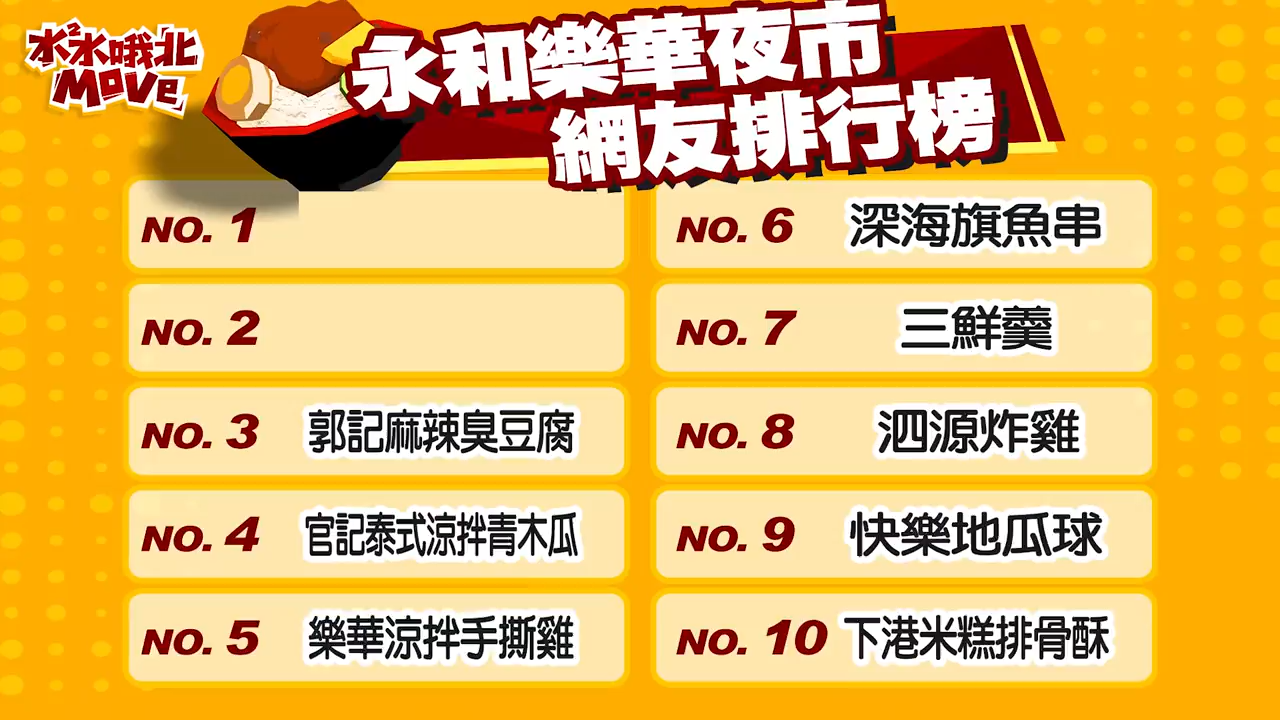 水水哦北
MOVE
永和樂華夜市
網友排行榜
NO. 1
NO. 2
NO. 3 郭記麻辣臭豆腐
NO. 4 官記泰式涼拌青木瓜
NO. 5 樂華涼拌手撕雞
NO. 6 深海旗魚串
NO. 7 三鮮羹
NO. 8 泗源炸雞
NO. 9 快樂地瓜球
NO. 10 下港米糕排骨酥